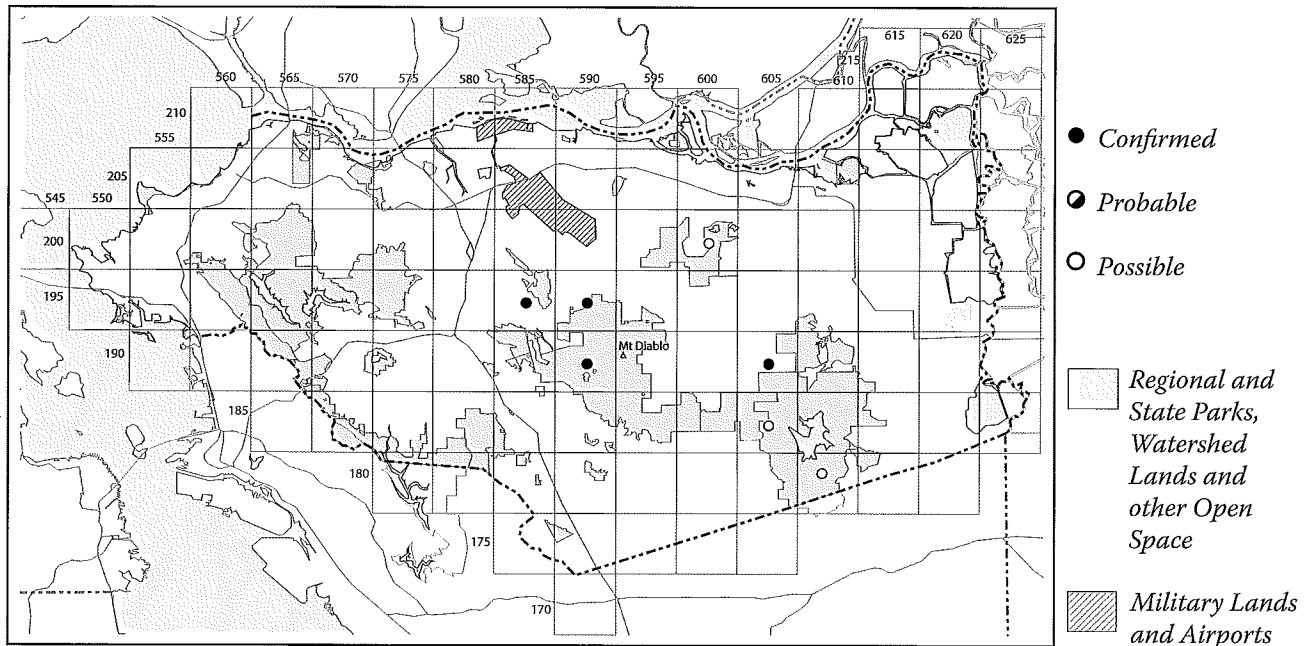 615
620
625
215
560
565
570
575
580
585
590
595
600
605
610
210
555
205
545
550
200
195
190
185
180
175
170
Mt Diablo
Confirmed
Probable
Possible
Regional and
State Parks,
Watershed
Lands and
other Open
Space
Military Lands
and Airports